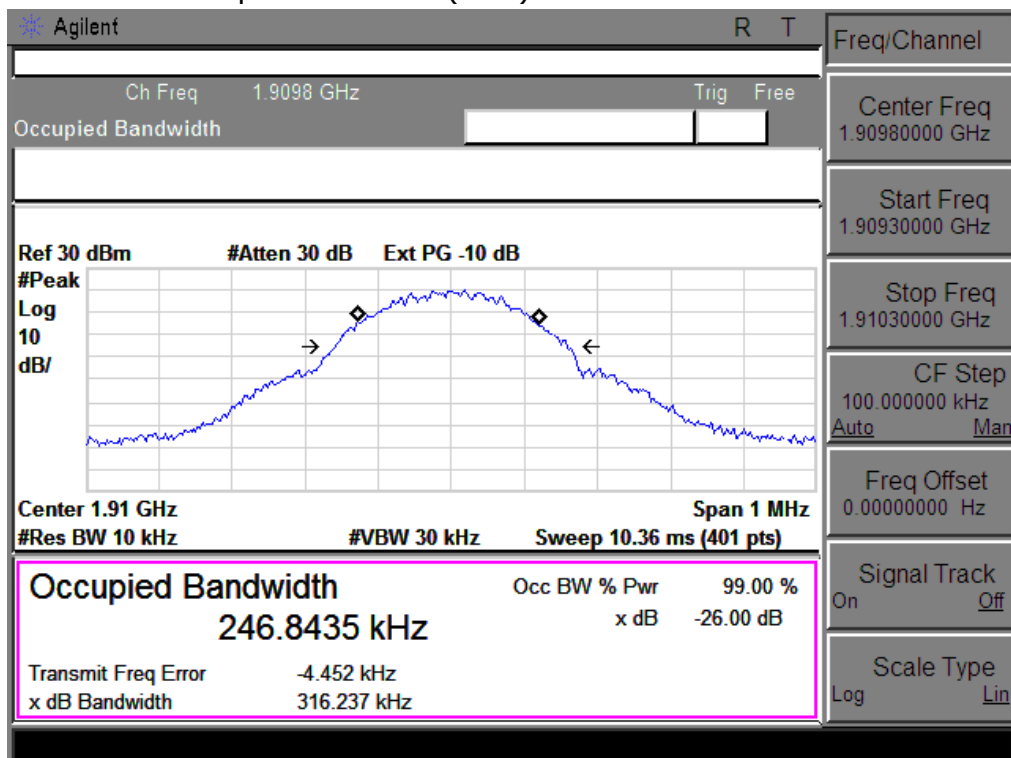 Agilent
R T
Ch Freq 1.9098 GHz Trig Free
Occupied Bandwidth
Ref 30 dBm #Atten 30 dB Ext PG -10 dB
#Peak
Log
10
dB/
Center 1.91 GHz Span 1 MHz
#Res BW 10 kHz #VBW 30 kHz Sweep 10.36 ms (401 pts)
Occupied Bandwidth Occ BW % Pwr 99.00 %
246.8435 kHz x dB -26.00 dB
Transmit Freq Error -4.452 kHz
x dB Bandwidth 316.237 kHz
Freq/Channel
Center Freq
1.90980000 GHz
Start Freq
1.90930000 GHz
Stop Freq
1.91030000 GHz
CF Step
100.000000 kHz
Auto Man
Freq Offset
0.00000000 Hz
Signal Track
On Off
Scale Type
Log Lin